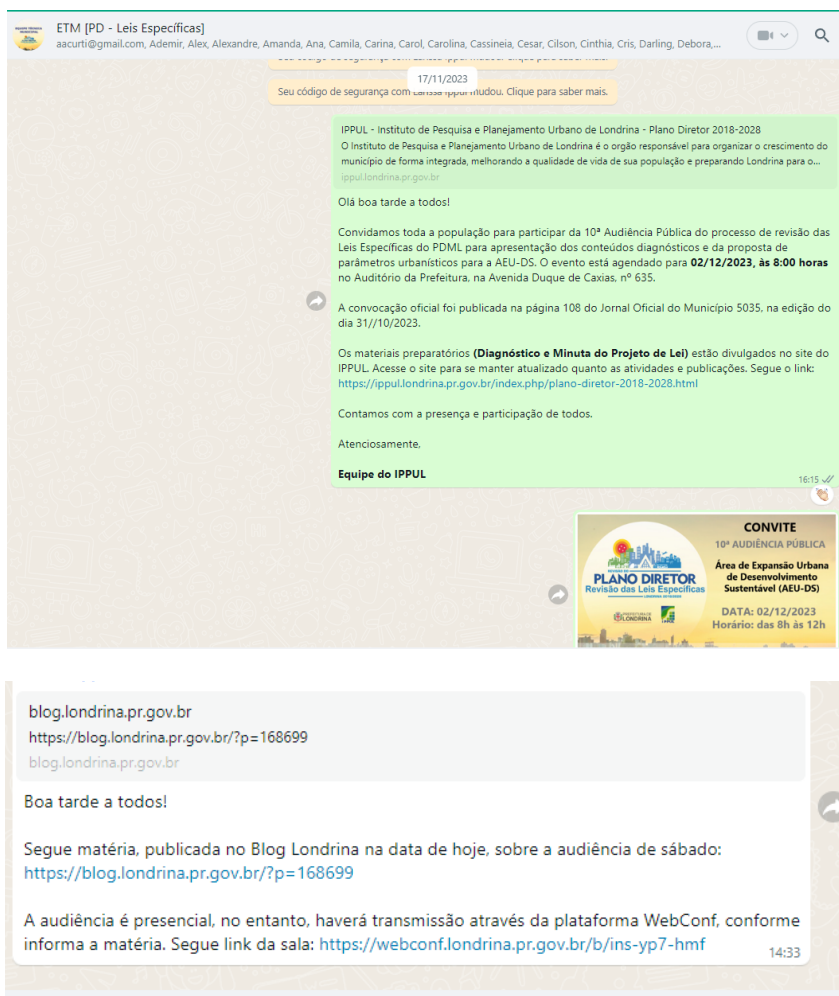 ETM [PD - Leis Específicas]
aacurti@gmail.com, Ademir, Alex, Alexandre, Amanda, Ana, Camila, Carina, Carol, Carolina, Cassineia, Cesar, Cilson, Cinthia, Cris, Darling, Debora,...
17/11/2023
Seu código de segurança com Larissa Ippul mudou. Clique para saber mais.
IPPUL - Instituto de Pesquisa e Planejamento Urbano de Londrina - Plano Diretor 2018-2028
O Instituto de Pesquisa e Planejamento Urbano de Londrina é o orgão responsável para organizar o crescimento do
município de forma integrada, melhorando a qualidade de vida de sua população e preparando Londrina para o...
ippul.londrina.pr.gov.br
Olá boa tarde a todos!
Convidamos toda a população para participar da 10ª Audiência Pública do processo de revisão das
Leis Específicas do PDML para apresentação dos conteúdos diagnósticos e da proposta de
parâmetros urbanísticos para a AEU-DS. O evento está agendado para 02/12/2023, às 8:00 horas
no Auditório da Prefeitura, na Avenida Duque de Caxias, nº 635.
A convocação oficial foi publicada na página 108 do Jornal Oficial do Município 5035, na edição do
dia 31//10/2023.
Os materiais preparatórios (Diagnóstico e Minuta do Projeto de Lei) estão divulgados no site do
IPPUL. Acesse o site para se manter atualizado quanto as atividades e publicações. Segue o link:
https://ippul.londrina.pr.gov.br/index.php/plano-diretor-2018-2028.html
Contamos com a presença e participação de todos.
Atenciosamente,
Equipe do IPPUL
16:15
CONVITE
10ª AUDIÊNCIA PÚBLICA
Área de Expansão Urbana
de Desenvolvimento
Sustentável (AEU-DS)
DATA: 02/12/2023
Horário: das 8h às 12h
PLANO DIRETOR
Revisão das Leis Específicas
LONDRINA
blog.londrina.pr.gov.br
https://blog.londrina.pr.gov.br/?p=168699
blog.londrina.pr.gov.br
Boa tarde a todos!
Segue matéria, publicada no Blog Londrina na data de hoje, sobre a audiência de sábado:
https://blog.londrina.pr.gov.br/?p=168699
A audiência é presencial, no entanto, haverá transmissão através da plataforma WebConf, conforme
informa a matéria. Segue link da sala: https://webconf.londrina.pr.gov.br/b/ins-yp7-hmf
14:33